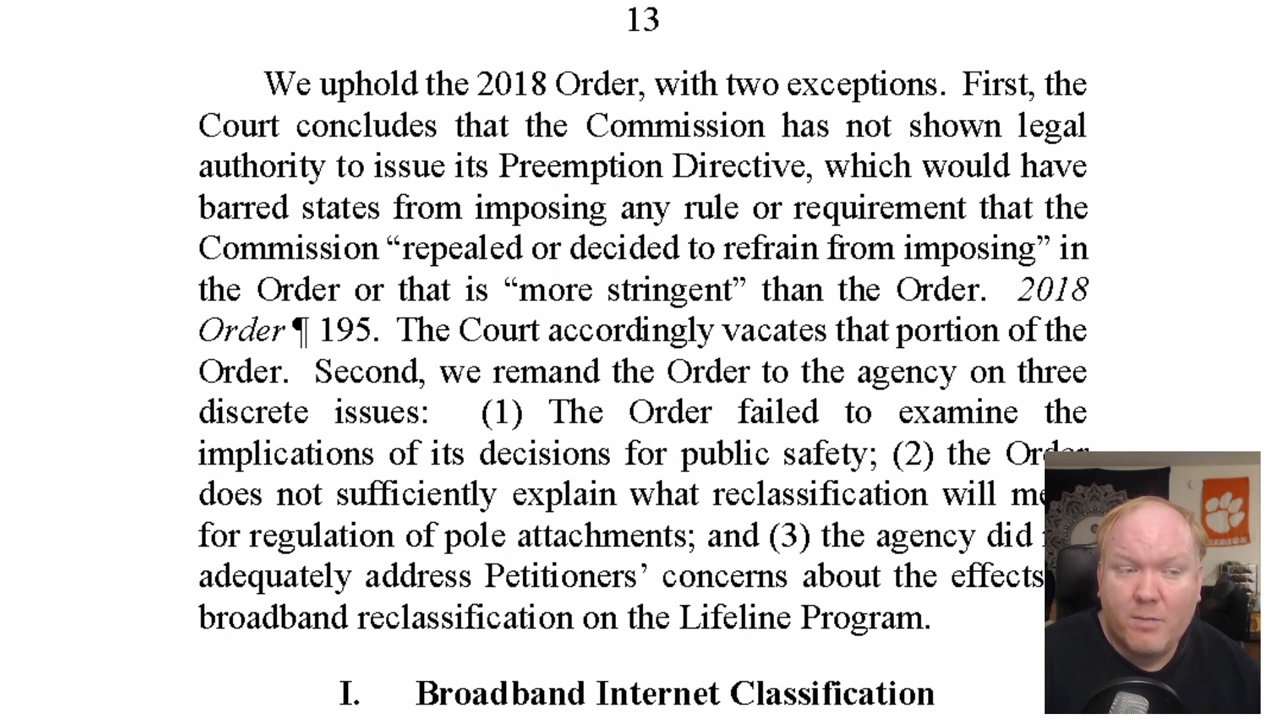 13
We uphold the 2018 Order, with two exceptions. First, the
Court concludes that the Commission has not shown legal
authority to issue its Preemption Directive, which would have
barred states from imposing any rule or requirement that the
Commission “repealed or decided to refrain from imposing” in
the Order or that is “more stringent” than the Order. 2018
Order ¶ 195. The Court accordingly vacates that portion of the
Order. Second, we remand the Order to the agency on three
discrete issues: (1) The Order failed to examine the
implications of its decisions for public safety; (2) the Order
does not sufficiently explain what reclassification will
for regulation of pole attachments; and (3) the agency did
adequately address Petitioners’ concerns about the effects
broadband reclassification on the Lifeline Program.
I. Broadband Internet Classification